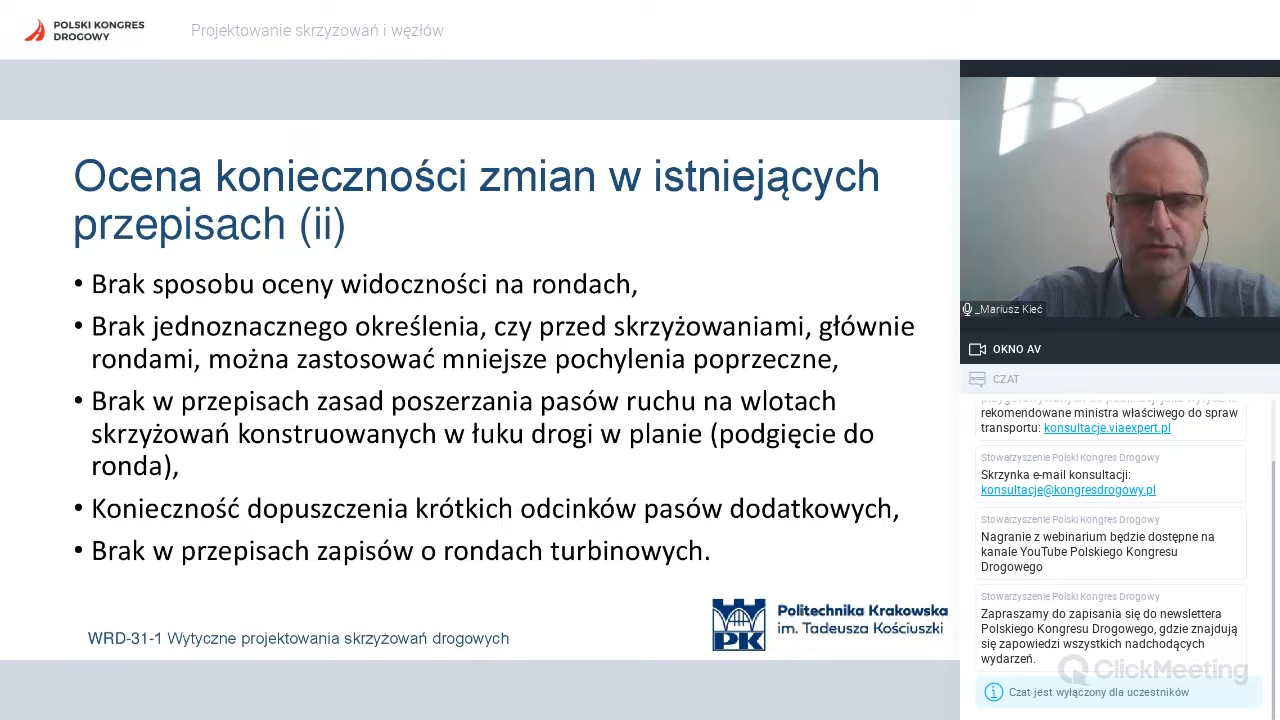 POLSKI KONGRES
DROGOWY
Projektowanie skrzyżowań i węzłów
Ocena konieczności zmian w istniejących
przepisach (ii)
• Brak sposobu oceny widoczności na rondach,
• Brak jednoznacznego określenia, czy przed skrzyżowaniami, głównie
rondami, można zastosować mniejsze pochylenia poprzeczne,
• Brak w przepisach zasad poszerzania pasów ruchu na wlotach
skrzyżowań konstruowanych w łuku drogi w planie (podgięcie do
ronda),
• Konieczność dopuszczenia krótkich odcinków pasów dodatkowych,
• Brak w przepisach zapisów o rondach turbinowych.
WRD-31-1 Wytyczne projektowania skrzyżowań drogowych
PK
Politechnika Krakowska
im. Tadeusza Kościuszki
_Mariusz Kieć
OKNO AV
CZAT
rekomendowane ministra właściwego do spraw
transportu: konsultacje.viaexpert.pl
Stowarzyszenie Polski Kongres Drogowy
Skrzynka e-mail konsultacji:
konsultacje@kongresdrogowy.pl
Stowarzyszenie Polski Kongres Drogowy
Nagranie z webinarium będzie dostępne na
kanale YouTube Polskiego Kongresu
Drogowego
Stowarzyszenie Polski Kongres Drogowy
Zapraszamy do zapisania się do newslettera
Polskiego Kongresu Drogowego, gdzie znajdują
się zapowiedzi wszystkich nadchodzących
wydarzeń.
ClickMeeting
Czat jest wyłączony dla uczestników